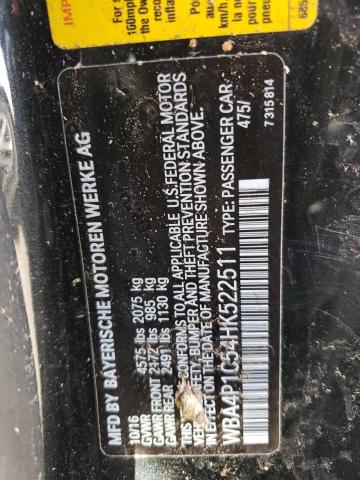 MFD BY BAYERISCHE MOTOREN WERKE AG
10/16
GVWR 4575 lbs 2075 kg
GAWR FRONT 2172 lbs 985 kg
GAWR REAR 2491 lbs 1130 kg
THIS CONFORMS TO ALL APPLICABLE U.S. FEDERAL MOTOR
SAFETY-, BUMPER AND THEFT PREVENTION STANDARDS
IN EFFECT ON THE DATE OF MANUFACTURE SHOWN ABOVE.
WBA4P1C54HK522511 TYPE: PASSENGER CAR
475/
7315814